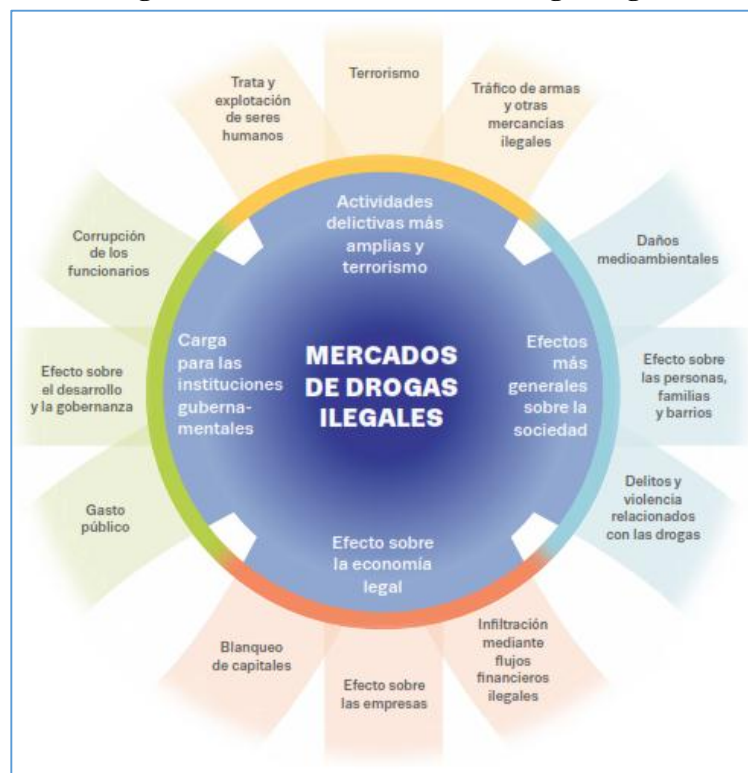 Terrorismo
Trata y
explotación
de seres
humanos
Tráfico de armas
y otras
mercancías
ilegales
Actividades
delictivas más
amplias y
terrorismo
Corrupción
de los
funcionarios
Daños
medioambientales
Carga
para las
instituciones
guberna-
mentales
MERCADOS
DE DROGAS
ILEGALES
Efectos
más
generales
sobre la
sociedad
Efecto sobre
el desarrollo
y la gobernanza
Efecto sobre
las personas,
familias
y barrios
Gasto
público
Delitos y
violencia
relacionados
con las drogas
Efecto sobre
la economía
legal
Blanqueo
de capitales
Efecto sobre
las empresas
Infiltración
mediante
flujos
financieros
ilegales